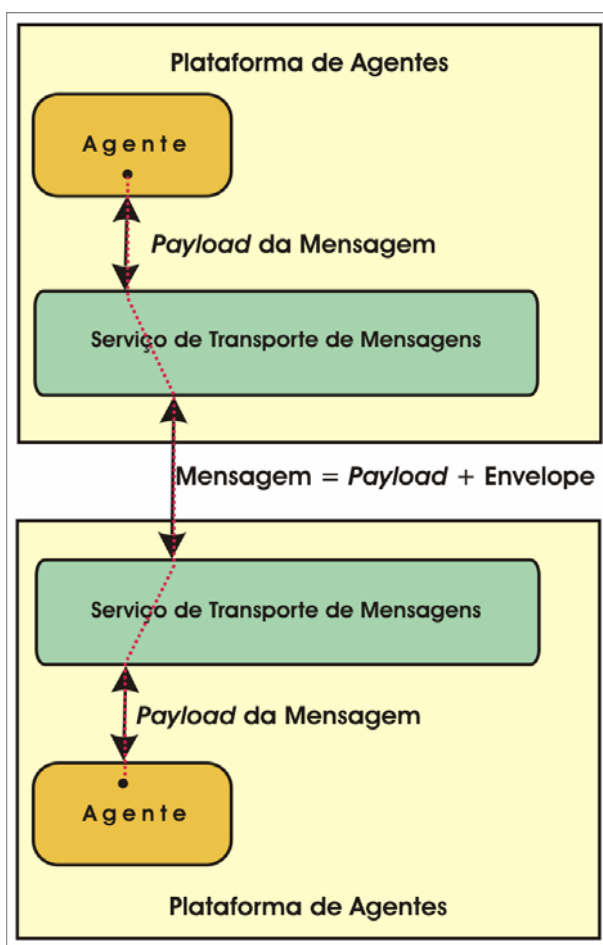 Plataforma de Agentes
Agente
Payload da Mensagem
Serviço de Transporte de Mensagens
Mensagem = Payload + Envelope
Serviço de Transporte de Mensagens
Payload da Mensagem
Agente
Plataforma de Agentes